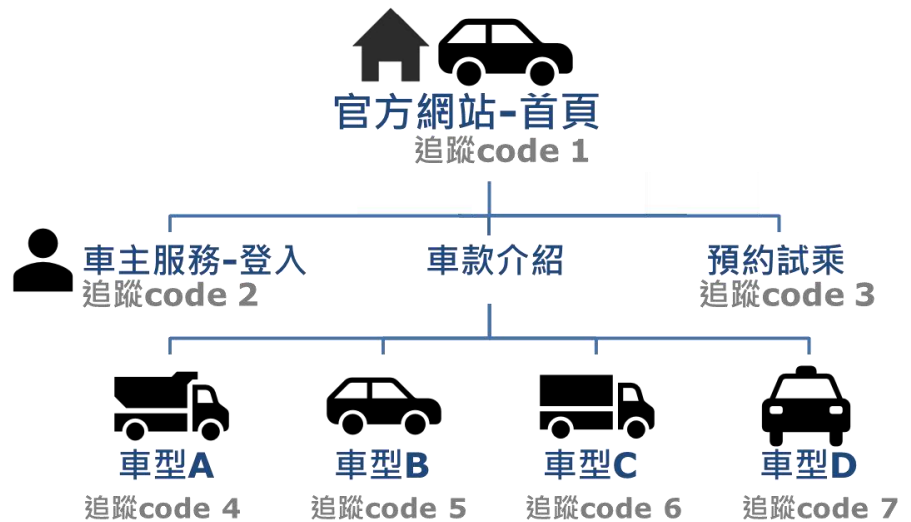 官方網站-首頁
追蹤code 1
車主服務-登入
追蹤code 2
車款介紹
預約試乘
追蹤code 3
車型A
追蹤code 4
車型B
追蹤code 5
車型C
追蹤code 6
車型D
追蹤code 7